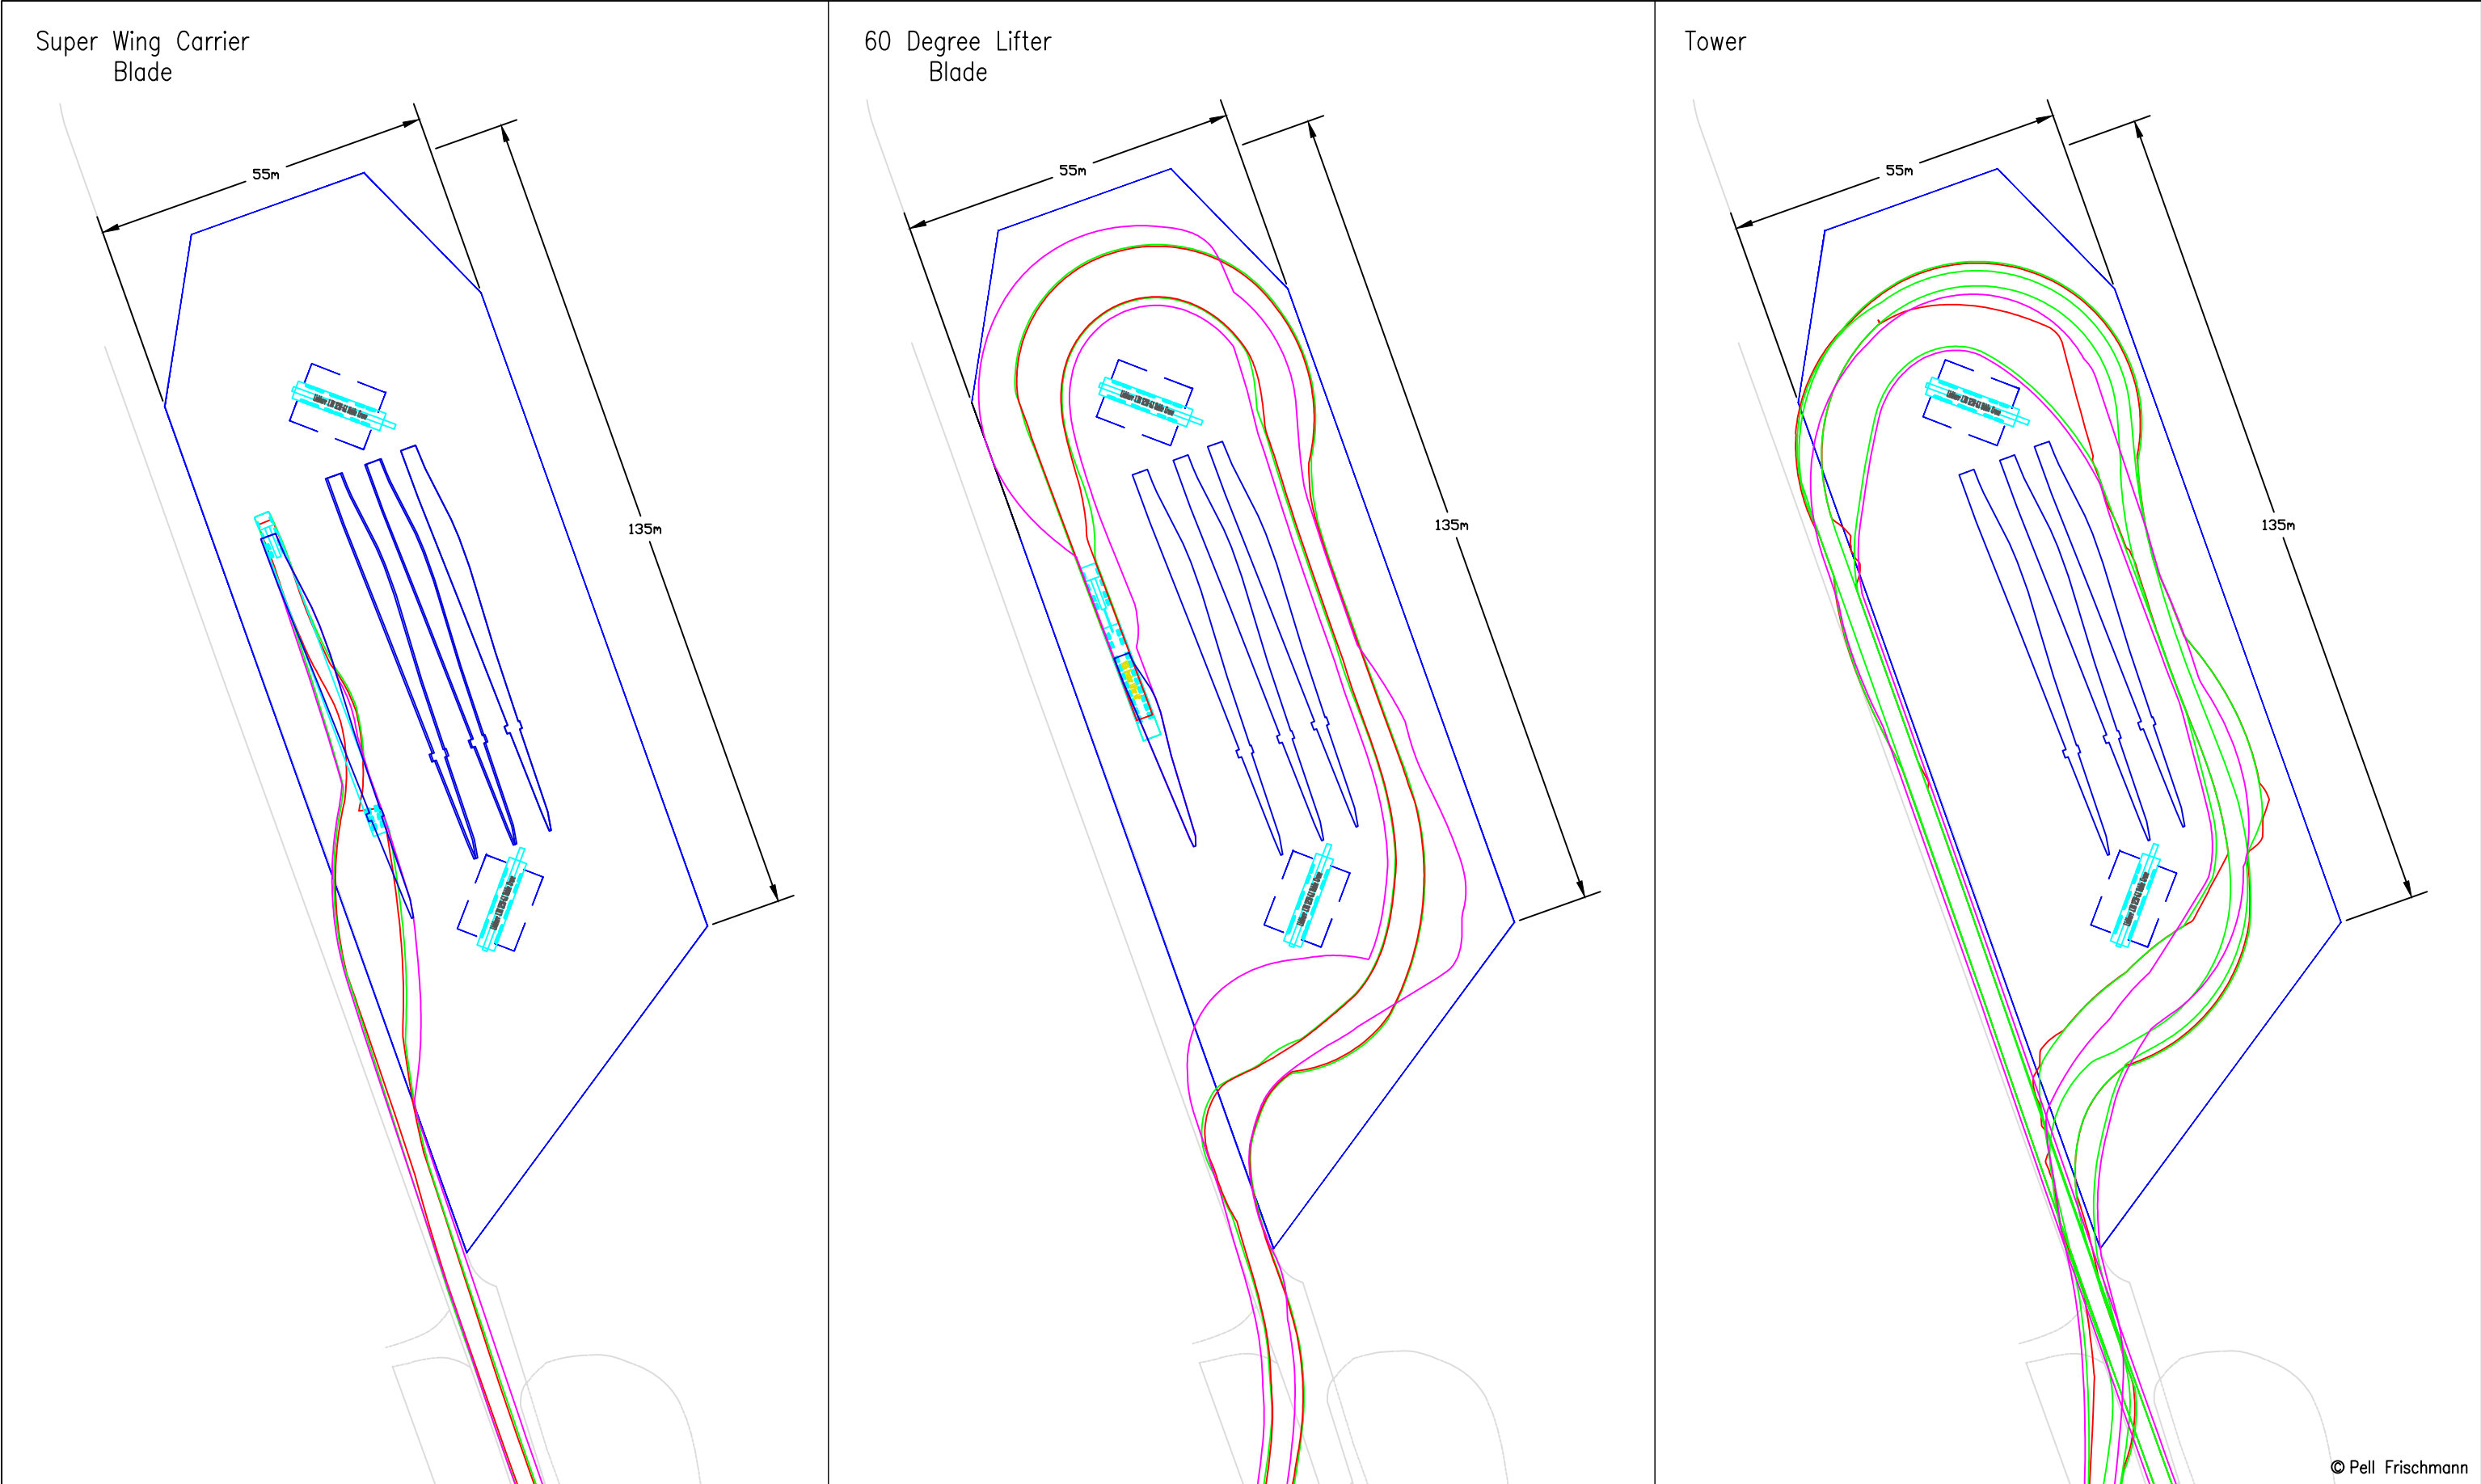 Super Wing Carrier
Blade
55m
135m
60 Degree Lifter
Blade
55m
135m
Tower
55m
135m
© Pell Frischmann